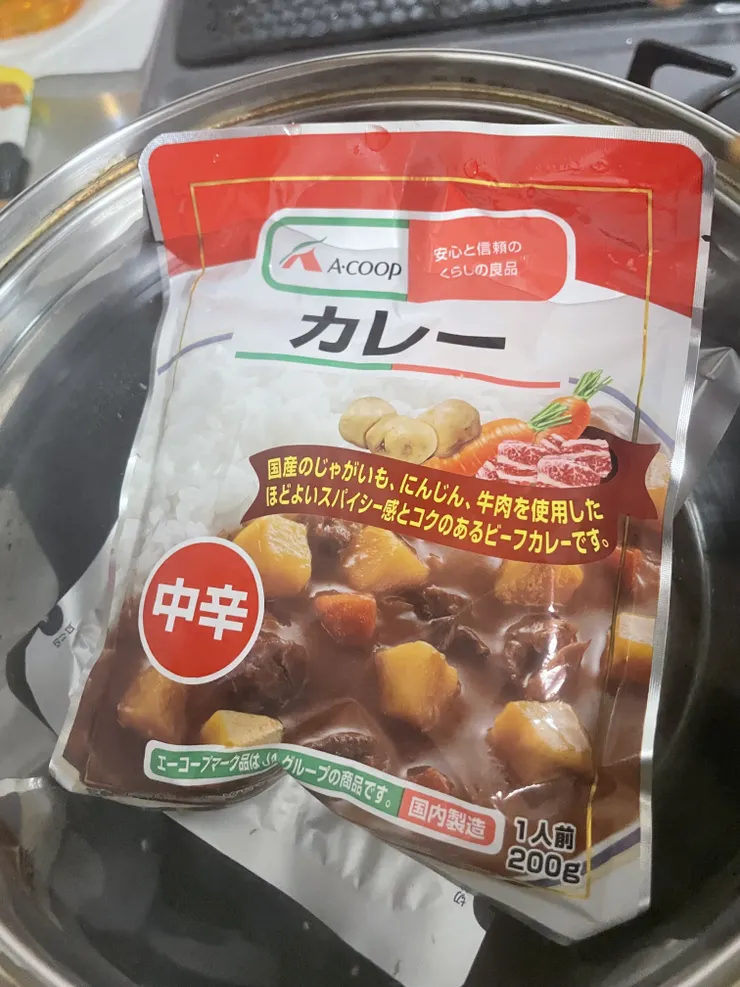 A·COOP
安心と信頼の
くらしの良品
カレー
国産のじゃがいも、にんじん、牛肉を使用した
ほどよいスパイシー感とコクのあるビーフカレーです。
中辛
エーコープマーク品はJAグループの商品です。
国内製造
1人前
200g
切